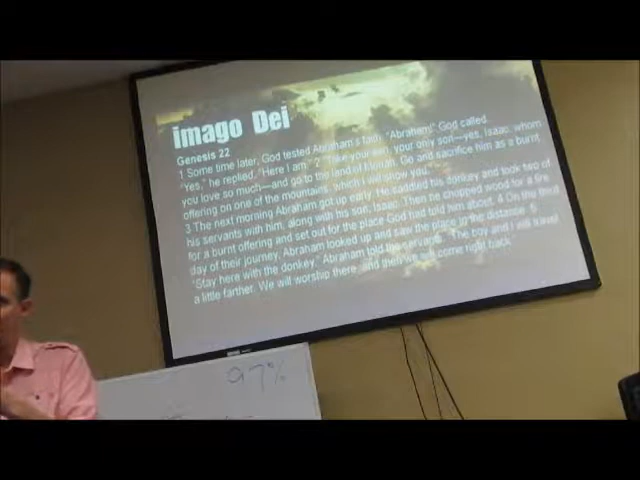 imago Dei
Genesis 22
1 Some time later, God tested Abraham's faith. "Abraham!" God called.
"Yes," he replied. "Here I am." 2 "Take your son, your only son—yes, Isaac, whom
you love so much—and go to the land of Moriah. Go and sacrifice him as a burnt
offering on one of the mountains, which I will show you."
3 The next morning Abraham got up early. He saddled his donkey and took two of
his servants with him, along with his son, Isaac. Then he chopped wood for a fire
for a burnt offering and set out for the place God had told him about. 4 On the third
day of their journey, Abraham looked up and saw the place in the distance. 5
"Stay here with the donkey," Abraham told the servants. "The boy and I will travel
a little farther. We will worship there, and then we will come right back."
97%